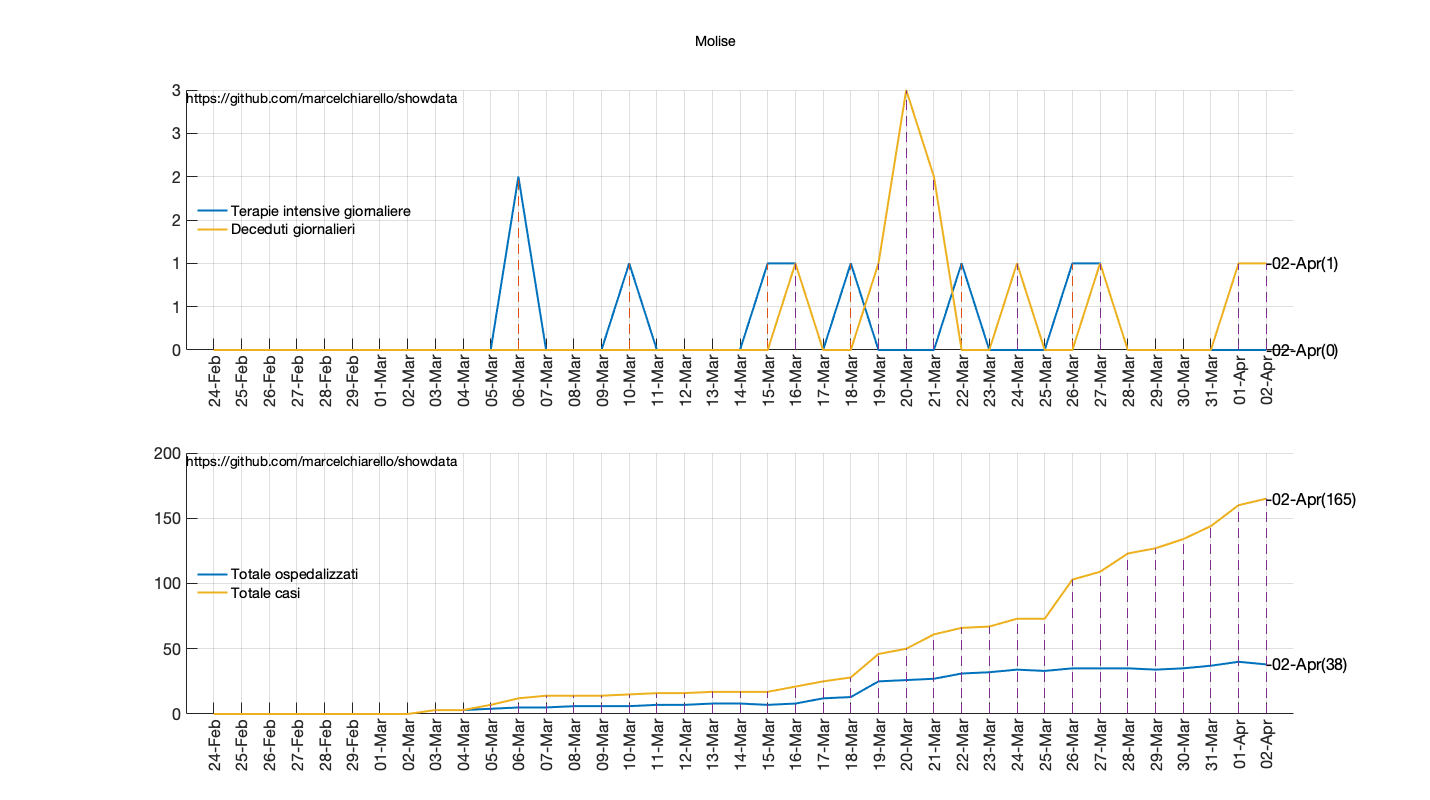 Molise
https://github.com/marcelchiarello/showdata
3
3
2
2
1
1
0
Terapie intensive giornaliere
Deceduti giornalieri
02-Apr(1)
02-Apr(0)
24-Feb 25-Feb 26-Feb 27-Feb 28-Feb 29-Feb 01-Mar 02-Mar 03-Mar 04-Mar 05-Mar 06-Mar 07-Mar 08-Mar 09-Mar 10-Mar 11-Mar 12-Mar 13-Mar 14-Mar 15-Mar 16-Mar 17-Mar 18-Mar 19-Mar 20-Mar 21-Mar 22-Mar 23-Mar 24-Mar 25-Mar 26-Mar 27-Mar 28-Mar 29-Mar 30-Mar 31-Mar 01-Apr 02-Apr
https://github.com/marcelchiarello/showdata
200
150
100
50
0
Totale ospedalizzati
Totale casi
02-Apr(165)
02-Apr(38)
24-Feb 25-Feb 26-Feb 27-Feb 28-Feb 29-Feb 01-Mar 02-Mar 03-Mar 04-Mar 05-Mar 06-Mar 07-Mar 08-Mar 09-Mar 10-Mar 11-Mar 12-Mar 13-Mar 14-Mar 15-Mar 16-Mar 17-Mar 18-Mar 19-Mar 20-Mar 21-Mar 22-Mar 23-Mar 24-Mar 25-Mar 26-Mar 27-Mar 28-Mar 29-Mar 30-Mar 31-Mar 01-Apr 02-Apr